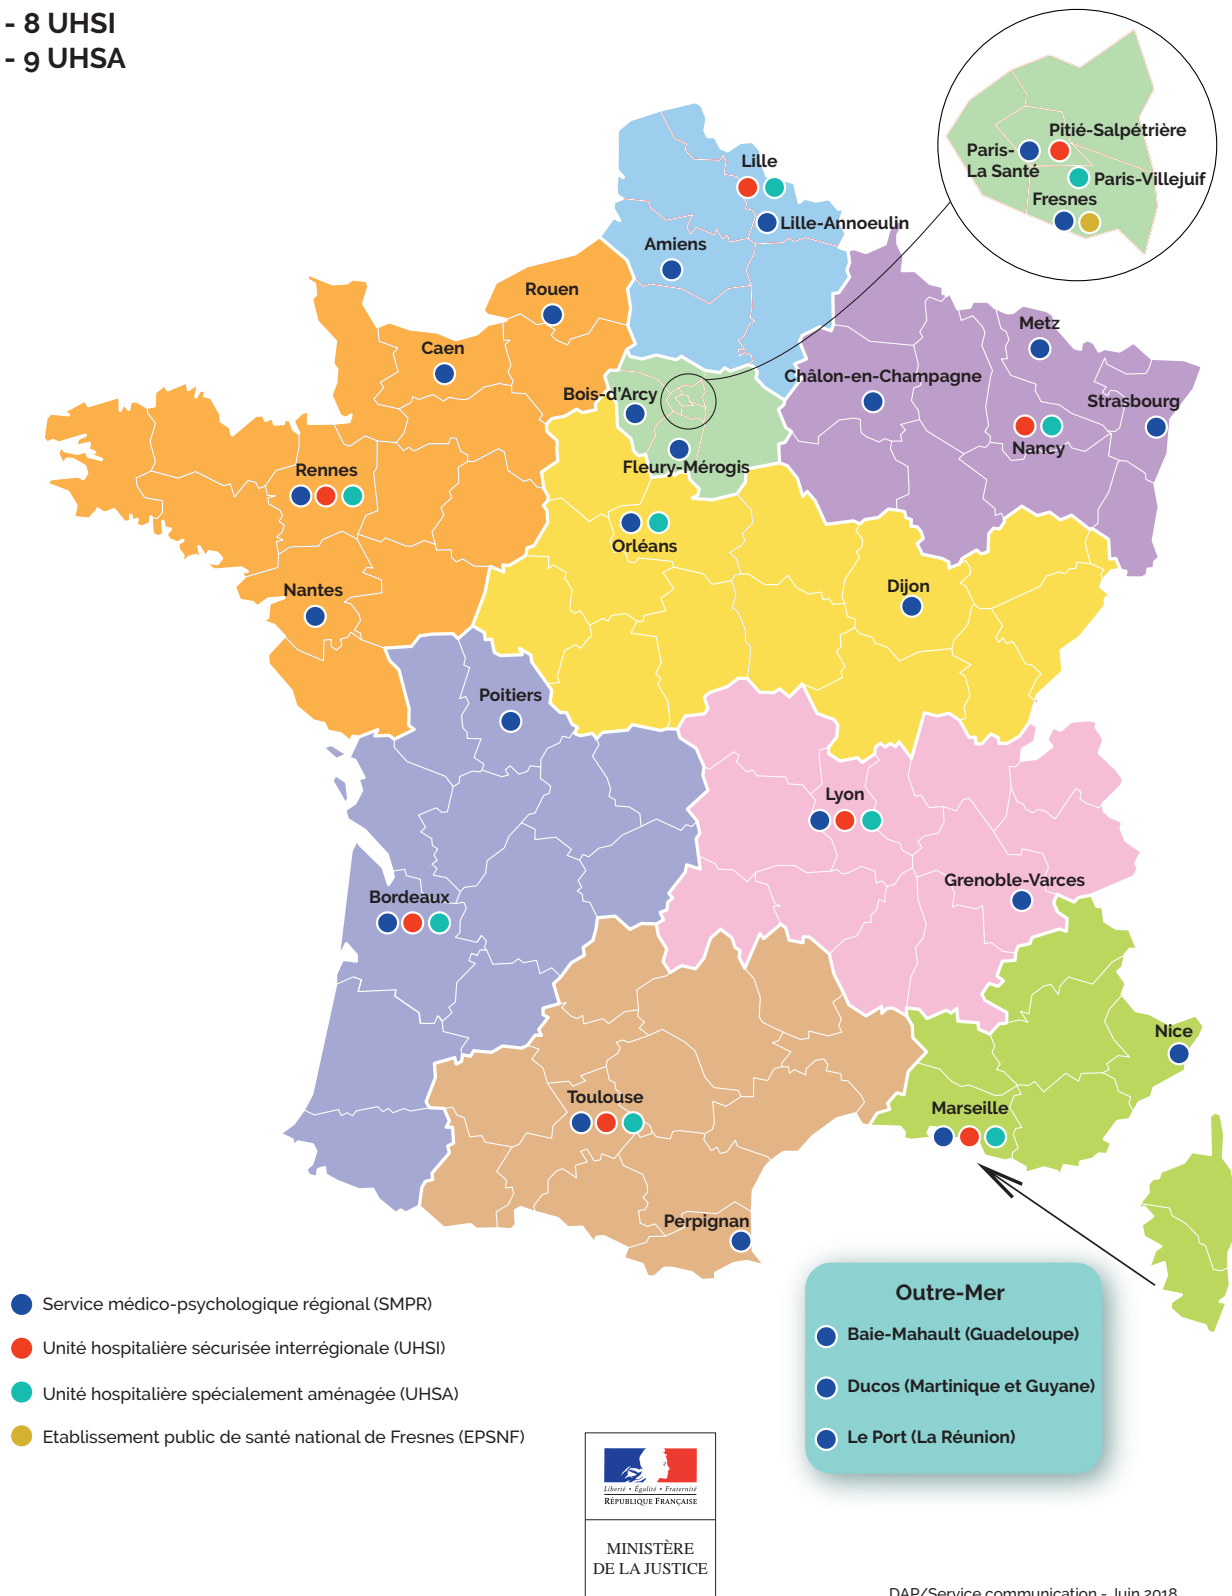 - 8 UHSI
- 9 UHSA
Pitié-Salpétrière
Paris-
La Santé
Paris-Villejuif
Fresnes
Lille
Lille-Annoeulin
Amiens
Rouen
Caen
Metz
Châlon-en-Champagne
Bois-d'Arcy
Strasbourg
Nancy
Fleury-Mérogis
Rennes
Orléans
Nantes
Dijon
Poitiers
Lyon
Grenoble-Varces
Bordeaux
Nice
Toulouse
Marseille
Perpignan
Service médico-psychologique régional (SMPR)
Unité hospitalière sécurisée interrégionale (UHSI)
Unité hospitalière spécialement aménagée (UHSA)
Etablissement public de santé national de Fresnes (EPSNF)
Outre-Mer
Baie-Mahault (Guadeloupe)
Ducos (Martinique et Guyane)
Le Port (La Réunion)
Liberté • Égalité • Fraternité
RÉPUBLIQUE FRANÇAISE
MINISTÈRE
DE LA JUSTICE
DAP/Service communication - Juin 2018